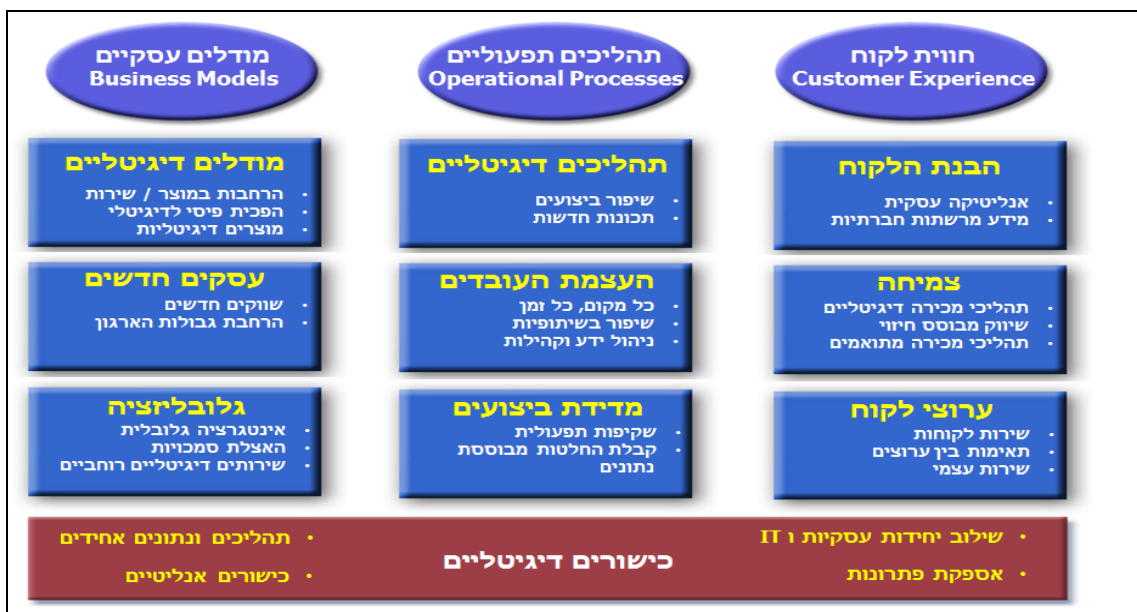 חווית לקוח
Customer Experience
הבנת הלקוח
• אנליטיקה עסקית
• מידע מרשתות חברתיות
צמיחה
• תהליכי מכירה דיגיטליים
• שיווק מבוסס חיזוי
• תהליכי מכירה מתואמים
ערוצי לקוח
• שירות לקוחות
• תאימות בין ערוצים
• שירות עצמי
תהליכים תפעוליים
Operational Processes
תהליכים דיגיטליים
• שיפור ביצועים
• תכונות חדשות
העצמת העובדים
• כל מקום, כל זמן
• שיפור בשיתופיות
• ניהול ידע וקהילות
מדידת ביצועים
• שקיפות תפעולית
• קבלת החלטות מבוססת
נתונים
מודלים עסקיים
Business Models
מודלים דיגיטליים
• הרחבות במוצר / שירות
• הפכית פיסי לדיגיטלי
• מוצרים דיגיטליות
עסקים חדשים
• שווקים חדשים
• הרחבת גבולות הארגון
גלובליזציה
• אינטגרציה גלובלית
• האצלת סמכויות
• שירותים דיגיטליים רוחביים
• שילוב יחידות עסקיות ו IT
• אספקת פתרונות
כישורים דיגיטליים
• תהליכים ונתונים אחידים
• כישורים אנליטיים